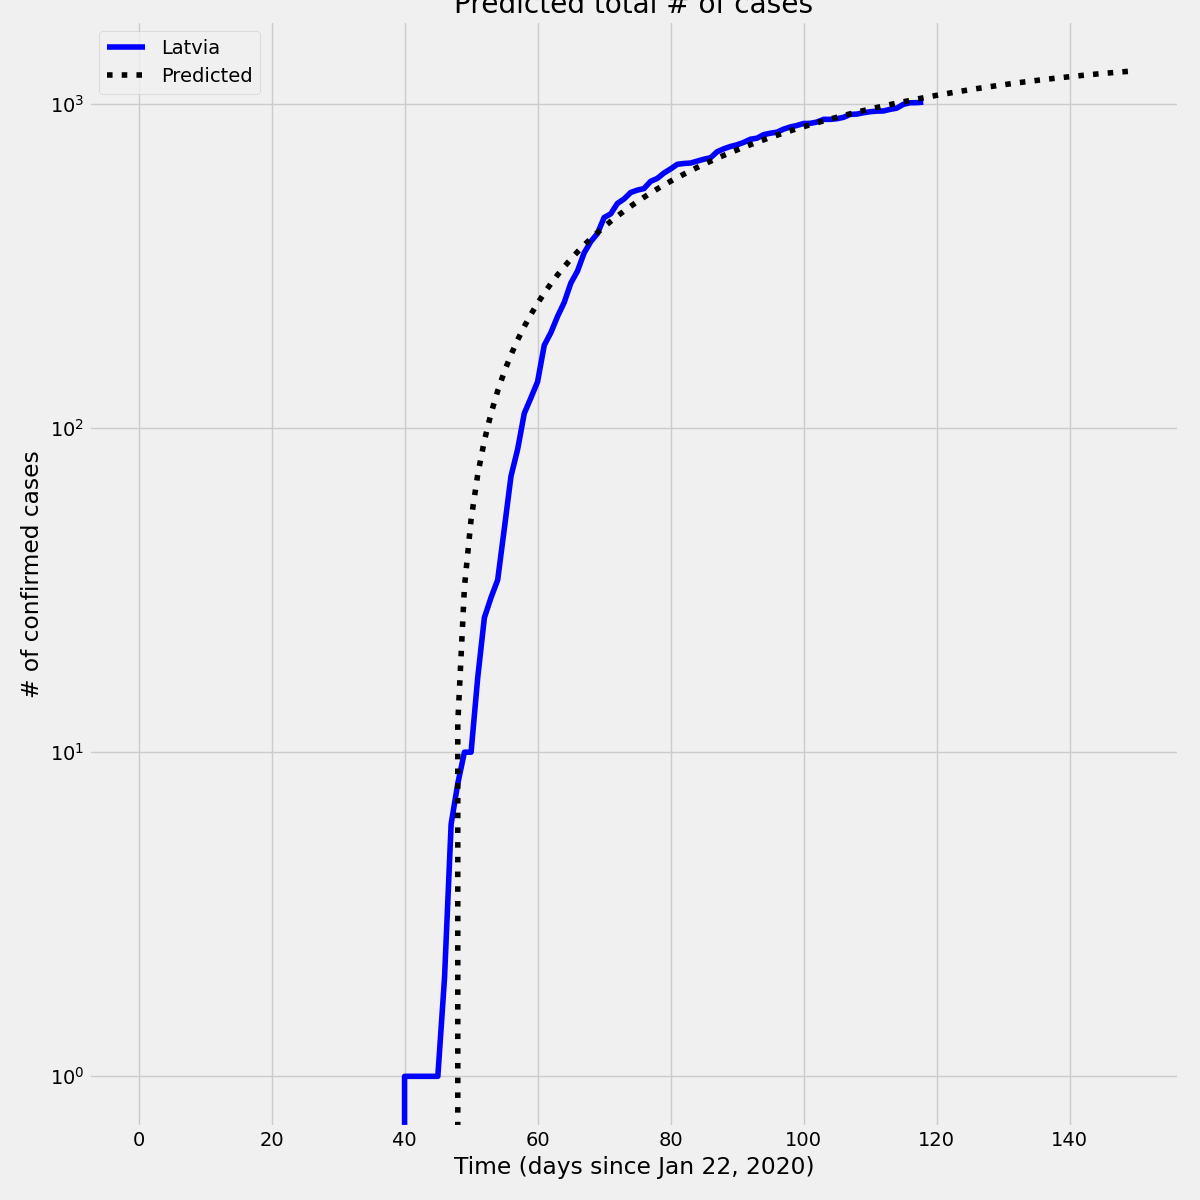 Predicted total # of cases
Latvia
Predicted
10³
10²
10¹
10⁰
# of confirmed cases
0 20 40 60 80 100 120 140
Time (days since Jan 22, 2020)